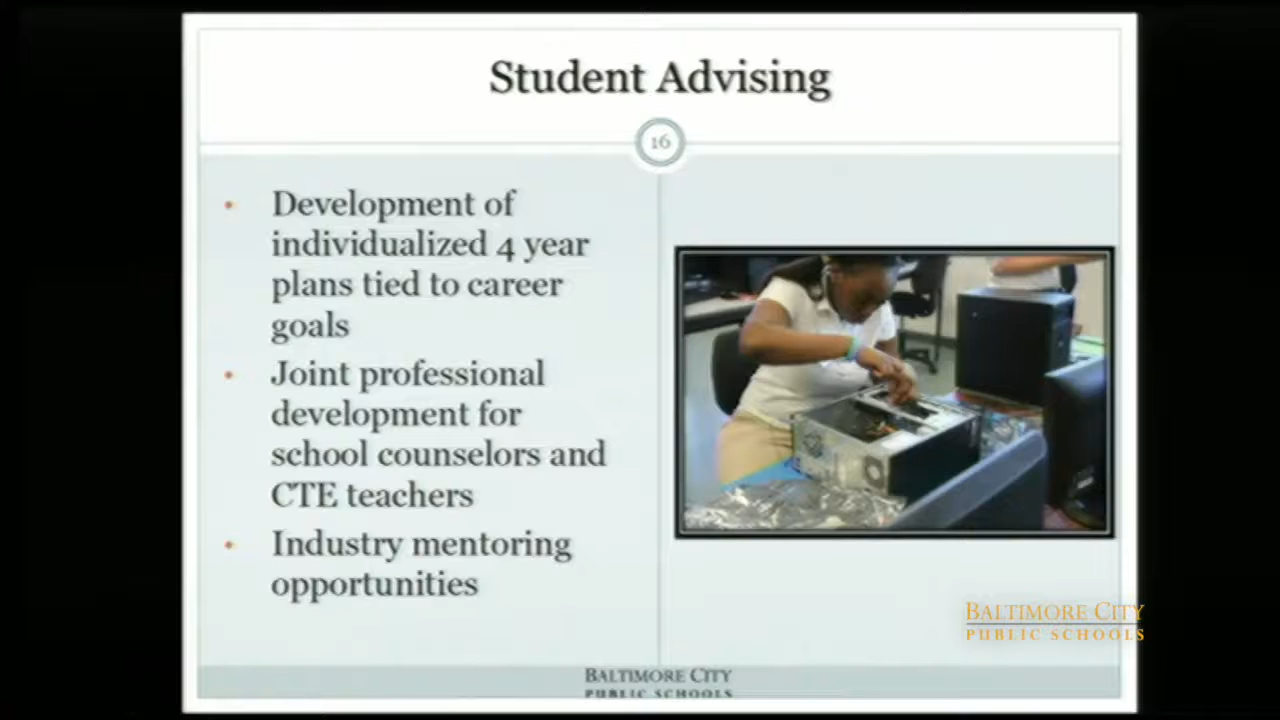 Student Advising
16
• Development of
individualized 4 year
plans tied to career
goals
• Joint professional
development for
school counselors and
CTE teachers
• Industry mentoring
opportunities
BALTIMORE CITY
PUBLIC SCHOOLS
BALTIMORE CITY
PUBLIC SCHOOLS